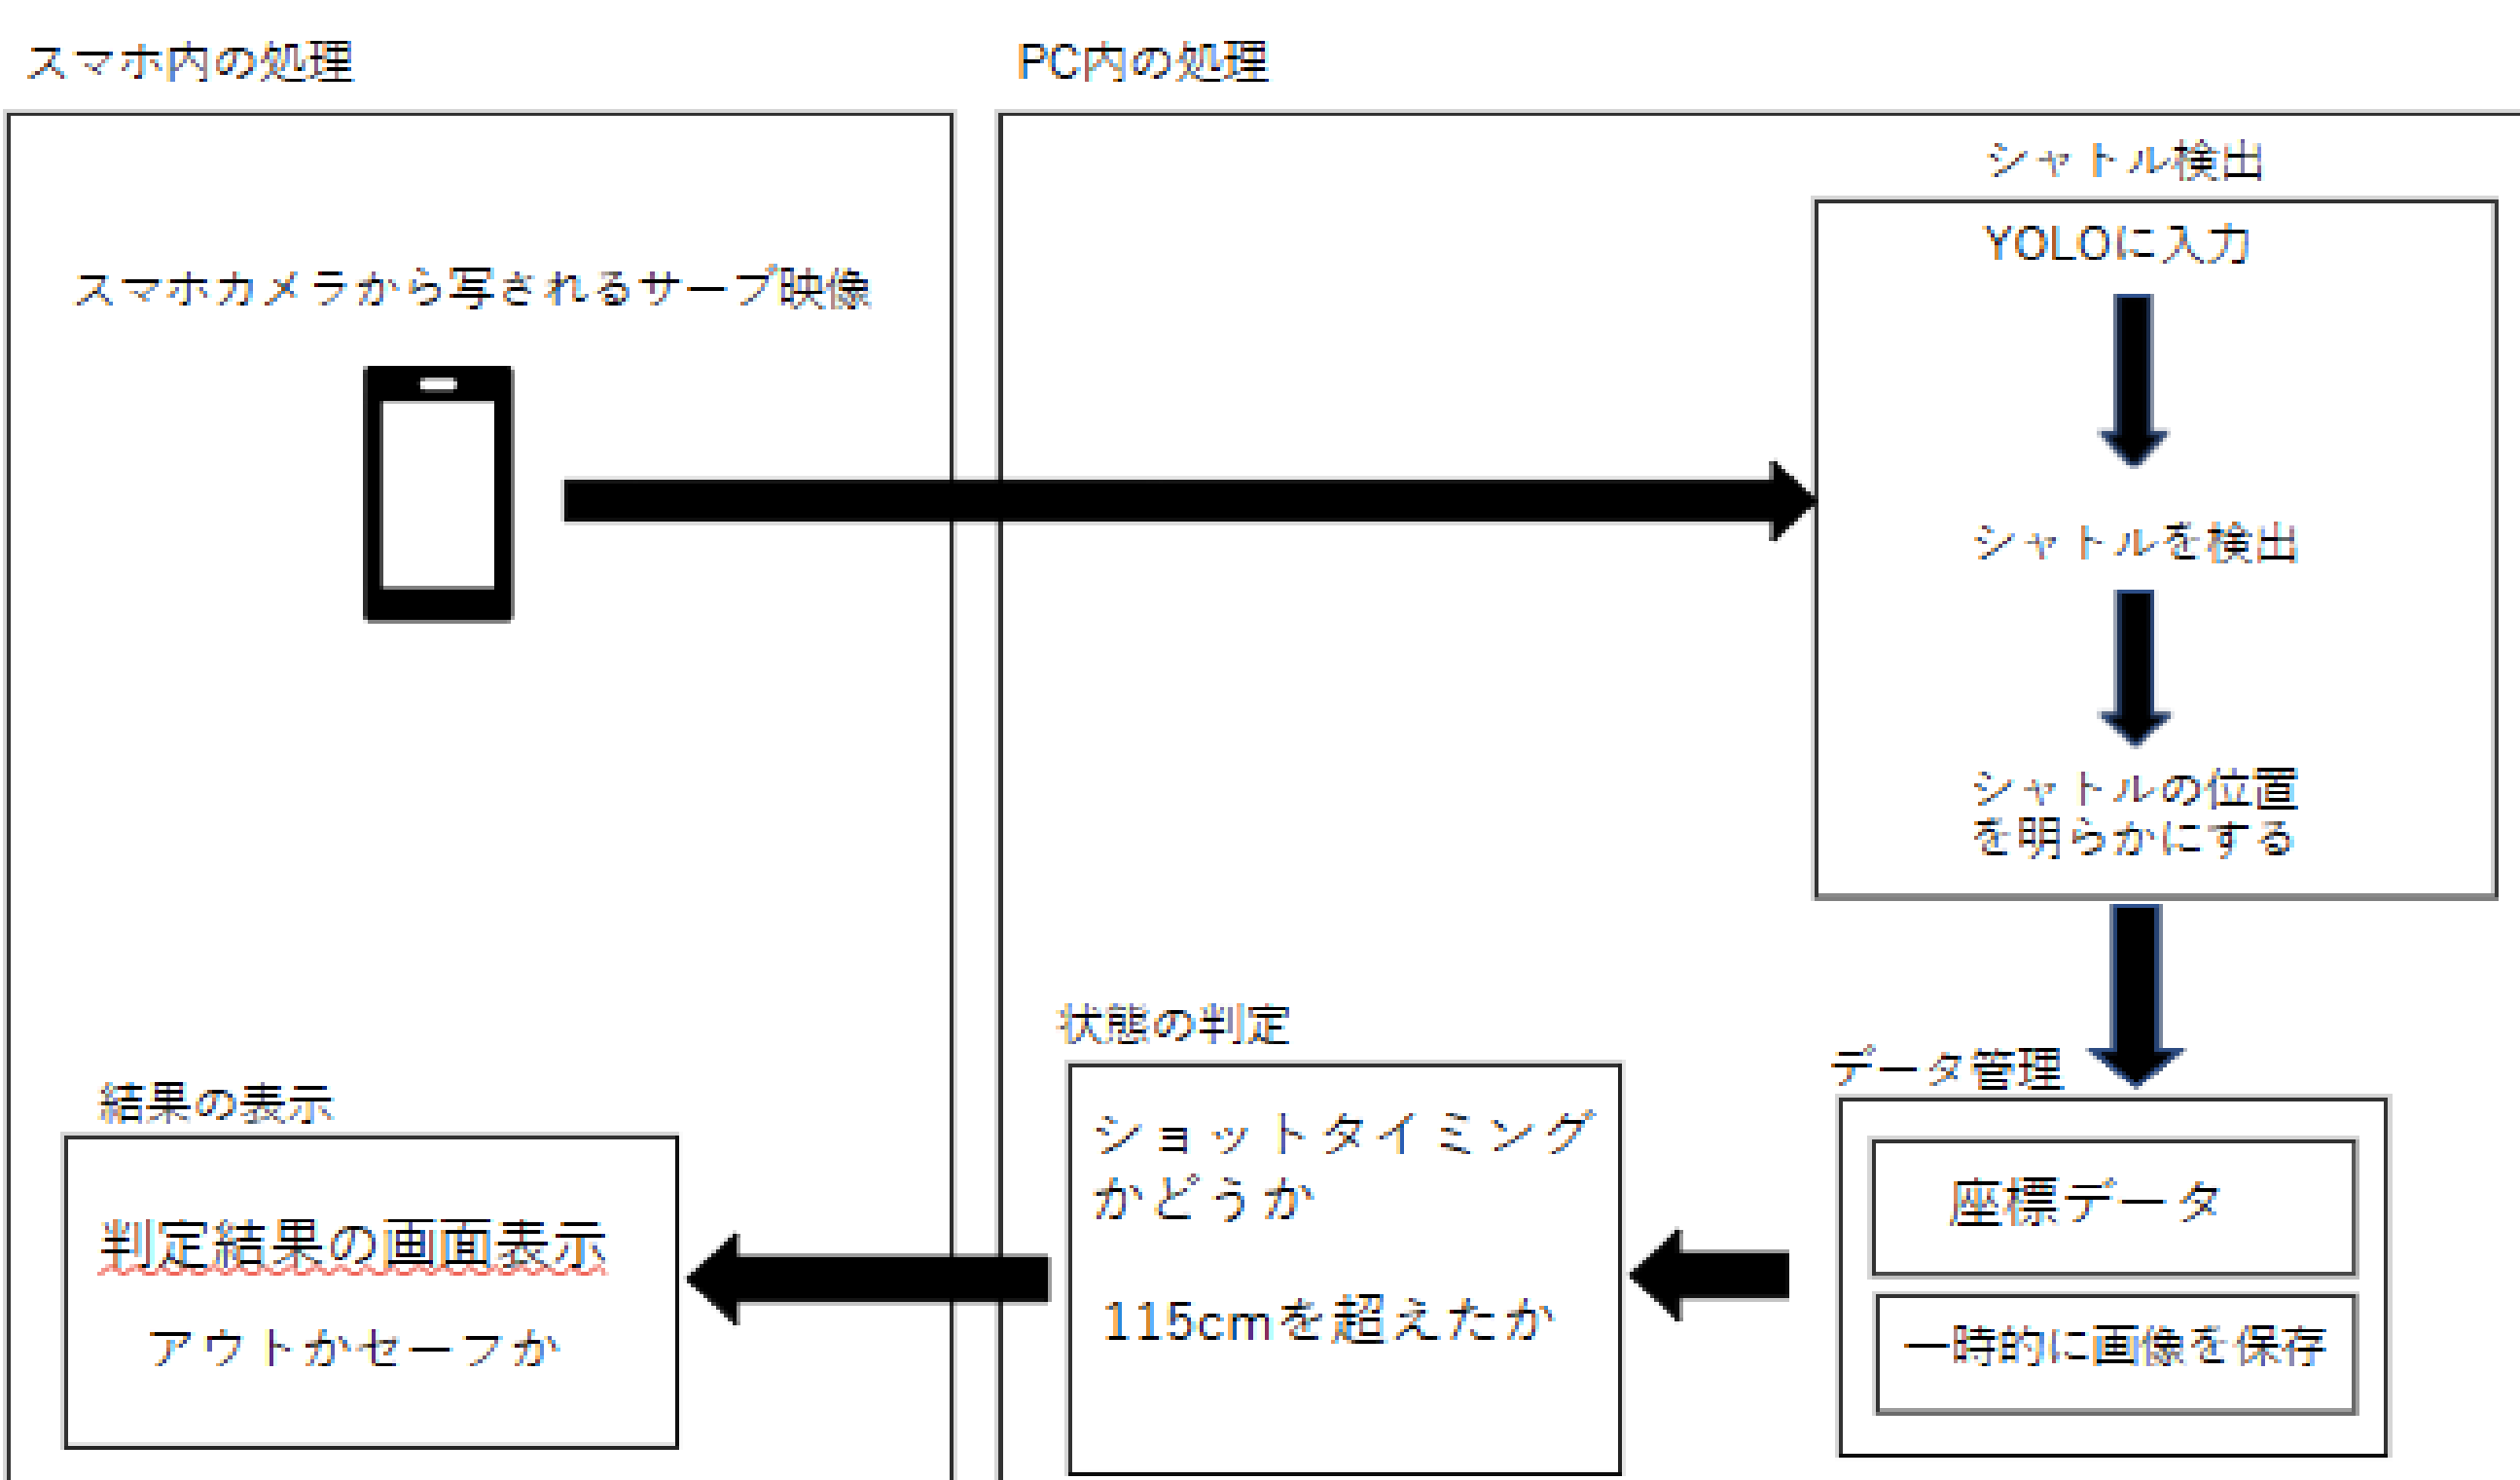 スマホ内の処理
スマホカメラから写されるサーブ映像
PC内の処理
シャトル検出
YOLOに入力
シャトルを検出
シャトルの位置
を明らかにする
データ管理
座標データ
一時的に画像を保存
状態の判定
ショットタイミング
かどうか
115cmを超えたか
結果の表示
判定結果の画面表示
アウトかセーフか